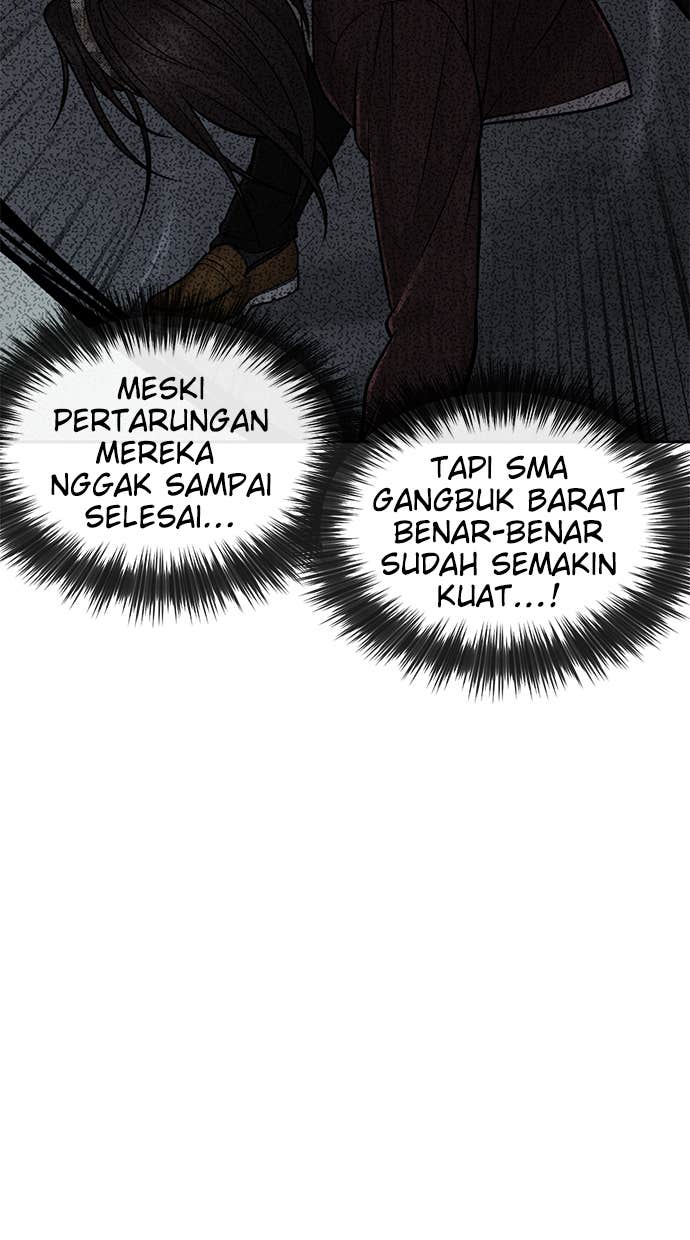 MESKI
PERTARUNGAN
MEREKA
NGGAK SAMPAI
SELESAI...
TAPI SMA
GANGBUK BARAT
BENAR-BENAR
SUDAH SEMAKIN
KUAT...!